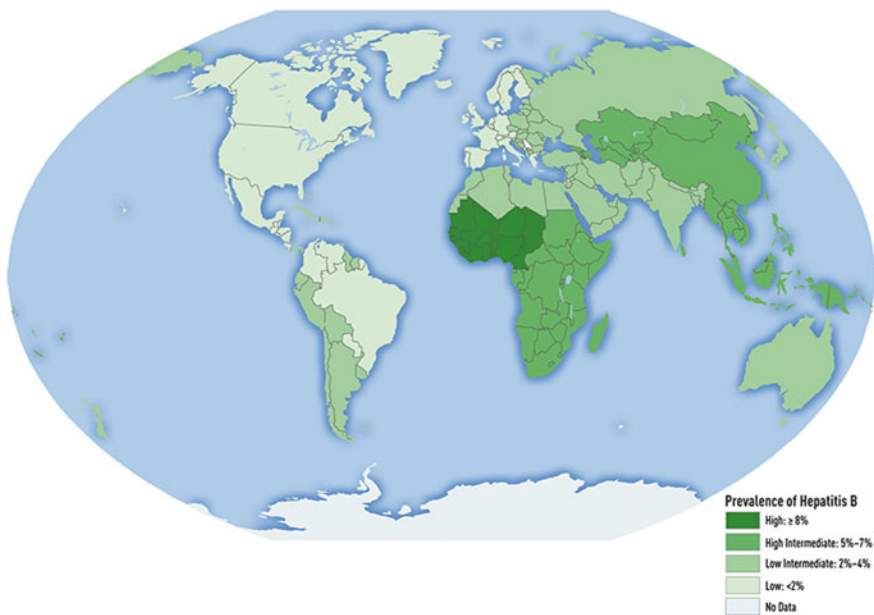 Prevalence of Hepatitis B
High: ≥ 8%
High Intermediate: 5%–7%
Low Intermediate: 2%–4%
Low: <2%
No Data